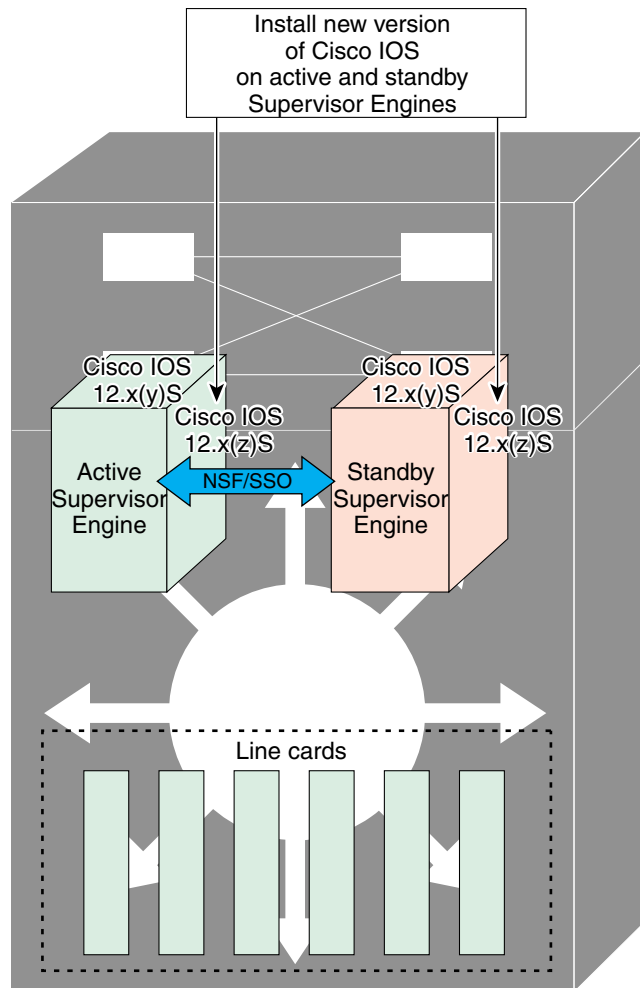 Install new version
of Cisco IOS
on active and standby
Supervisor Engines
Cisco IOS
12.x(y)S
Cisco IOS
12.x(z)S
Cisco IOS
12.x(y)S
Cisco IOS
12.x(z)S
Active
Supervisor
Engine
NSF/SSO
Standby
Supervisor
Engine
Line cards